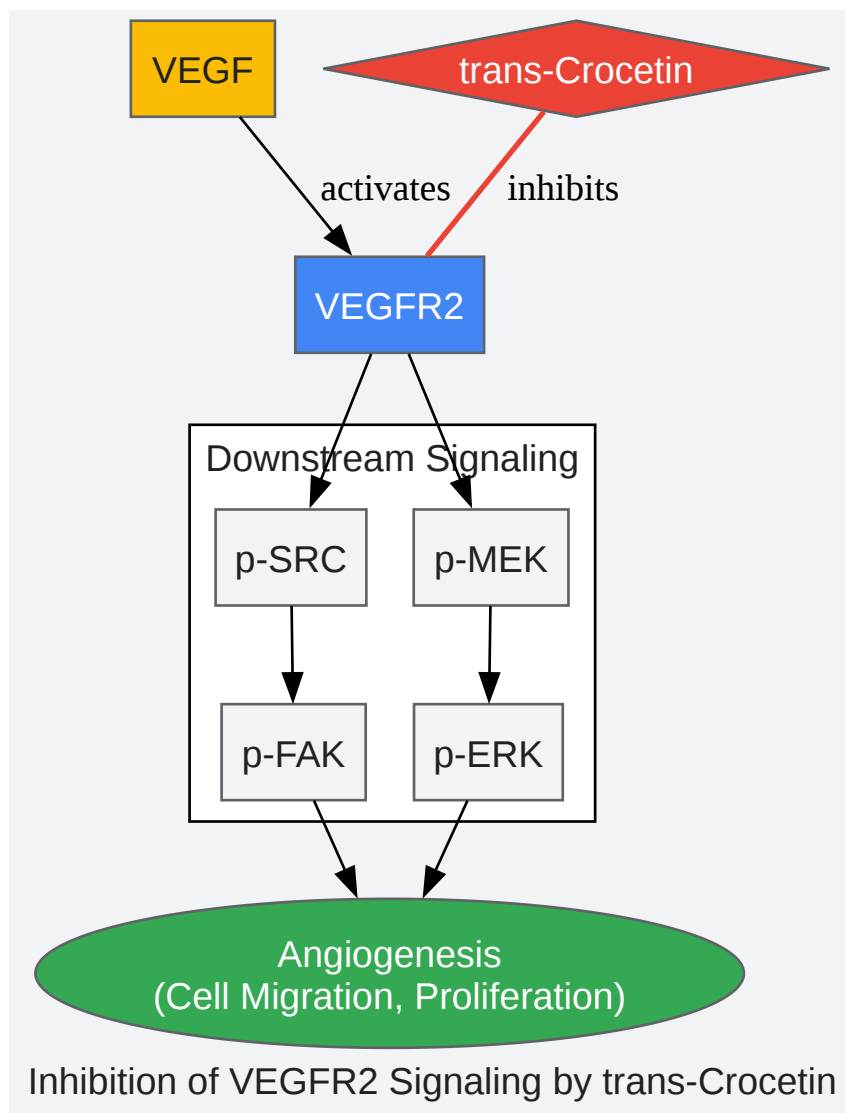 VEGF
trans-Crocetin
activates
inhibits
VEGFR2
Downstream Signaling
p-SRC
p-MEK
p-FAK
p-ERK
Angiogenesis
(Cell Migration, Proliferation)
Inhibition of VEGFR2 Signaling by trans-Crocetin